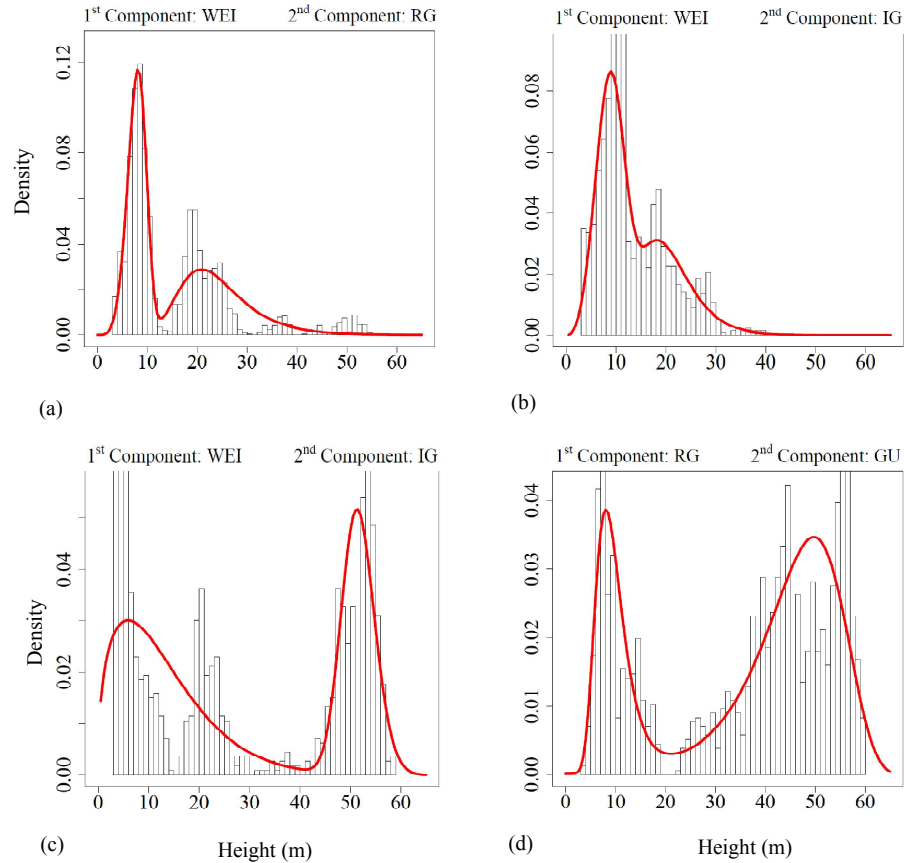 1st Component: WEI 2nd Component: RG
1st Component: WEI 2nd Component: IG
0.12
0.08
0.04
0.00
Density
0 10 20 30 40 50 60
(a)
0.08
0.06
0.04
0.02
0.00
0 10 20 30 40 50 60
(b)
1st Component: WEI 2nd Component: IG
1st Component: RG 2nd Component: GU
0.04
0.02
0.00
Density
0 10 20 30 40 50 60
(c)
Height (m)
0.04
0.03
0.02
0.01
0.00
0 10 20 30 40 50 60
Height (m)
(d)